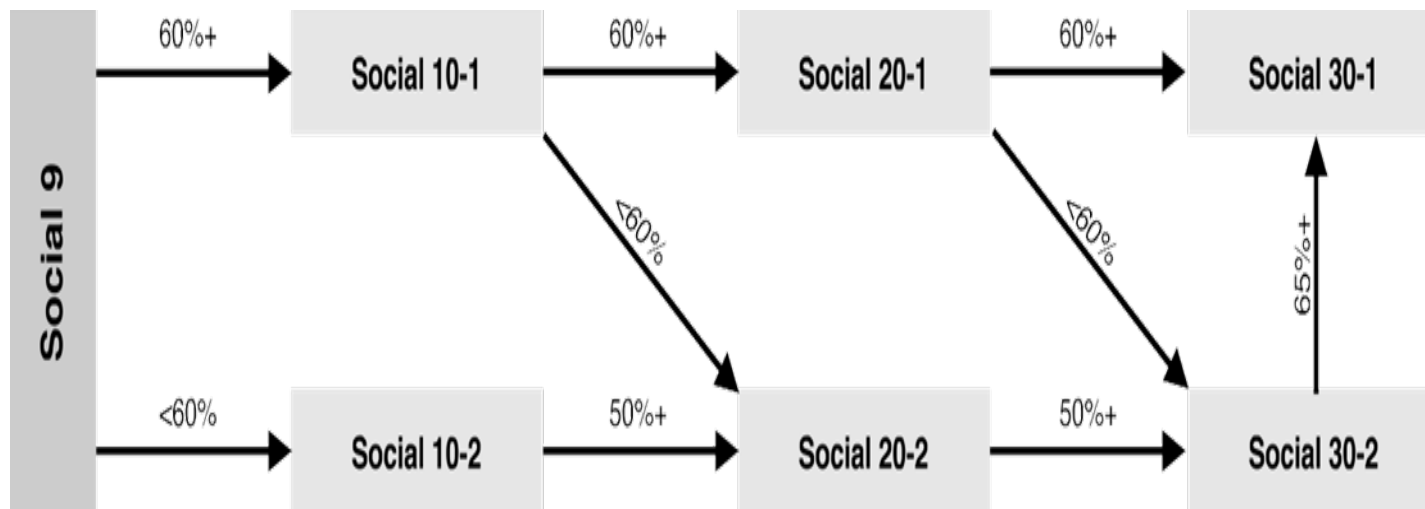 60%+
60%+
60%+
Social 10-1
Social 20-1
Social 30-1
Social 9
<60%
<60%
65%+
<60%
50%+
50%+
Social 10-2
Social 20-2
Social 30-2